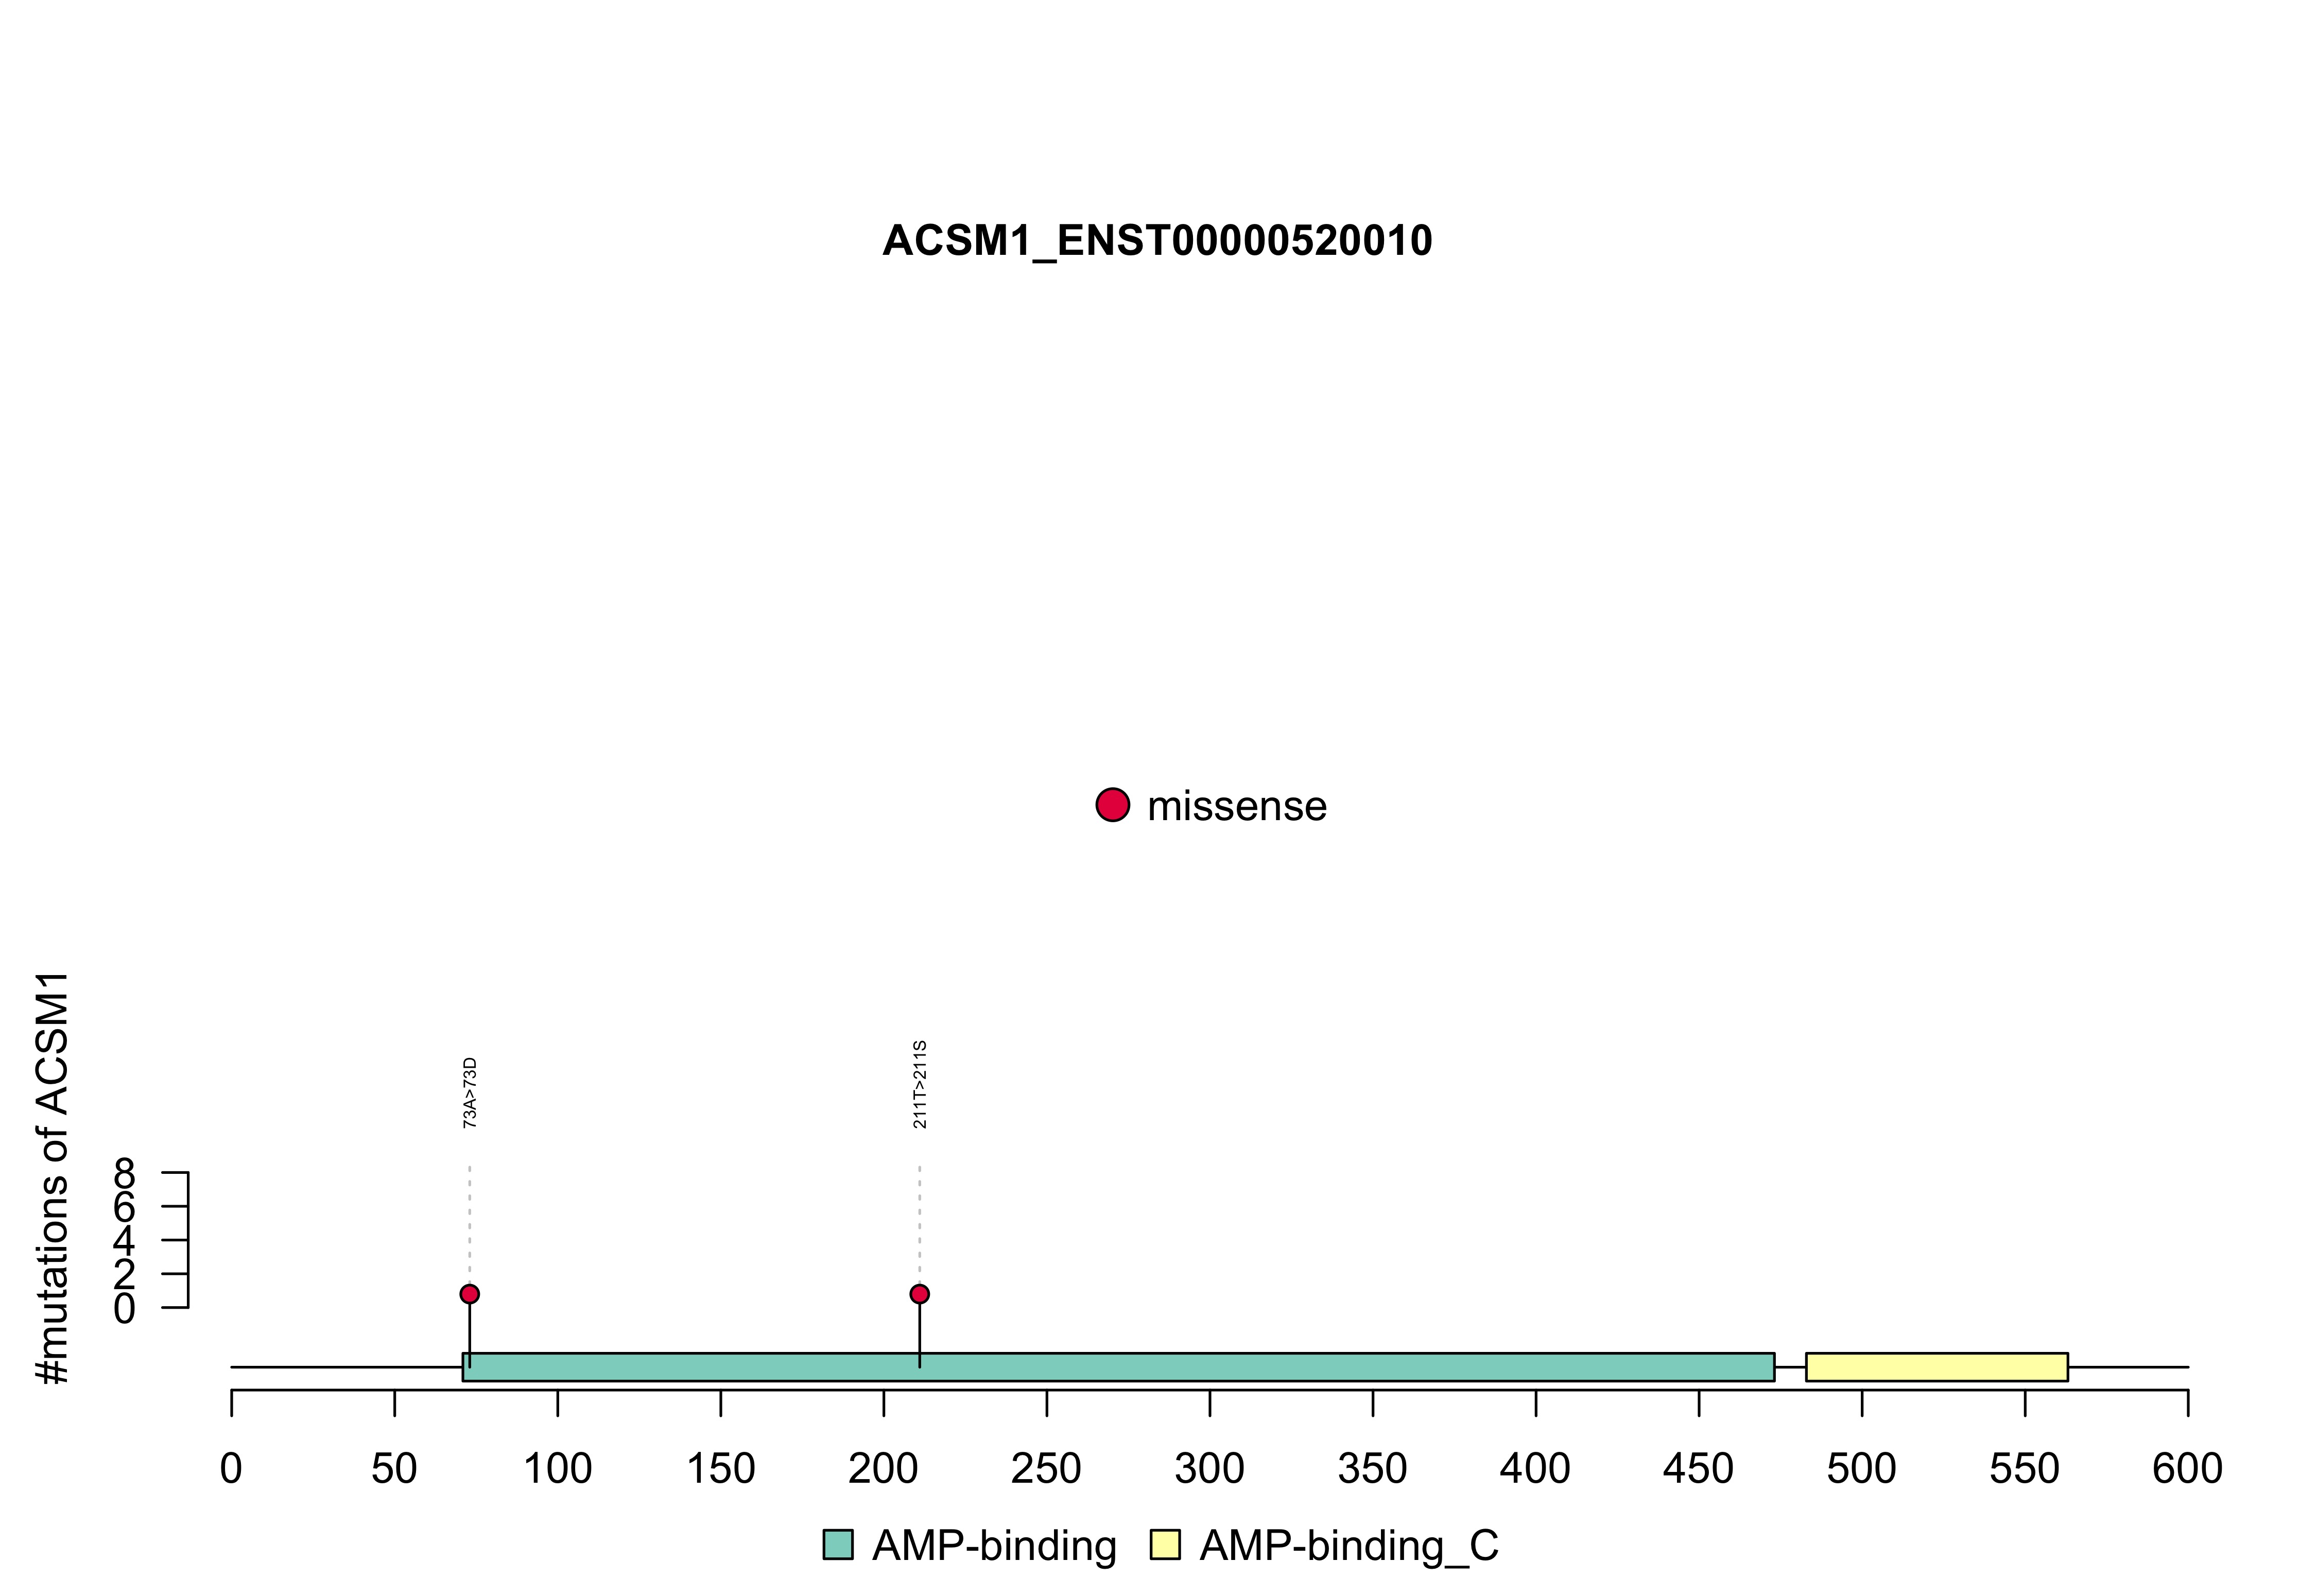 ACSM1_ENST00000520010
missense
#mutations of ACSM1
73A>73D
211T>211S
8
6
4
2
0
0 50 100 150 200 250 300 350 400 450 500 550 600
AMP-binding AMP-binding_C